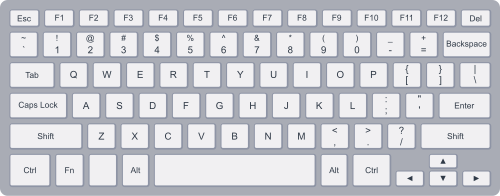 Esc F1 F2 F3 F4 F5 F6 F7 F8 F9 F10 F11 F12 Del
~ ! @ # $ % ^ & * ( ) _ +
` 1 2 3 4 5 6 7 8 9 0 - = Backspace
Tab Q W E R T Y U I O P { [ } ] | \
Caps Lock A S D F G H J K L : ; " ' Enter
Shift Z X C V B N M < , > . ? / Shift
Ctrl Fn Alt Alt Ctrl ◄ ▲ ▼ ►